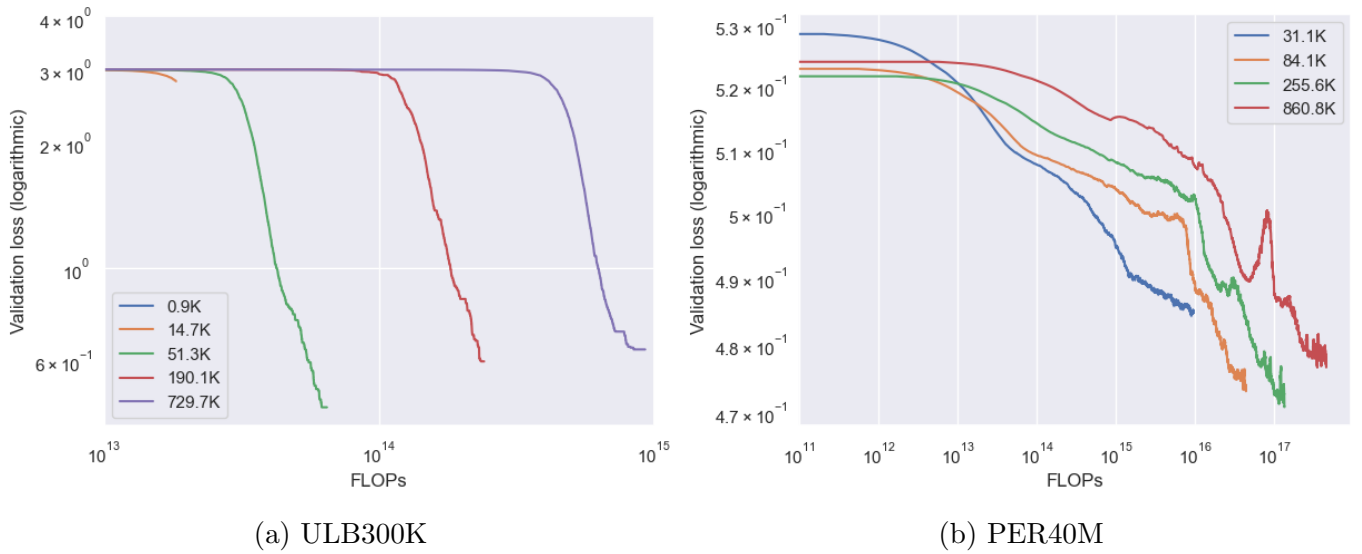 4 × 10⁰
3 × 10⁰
2 × 10⁰
10⁰
6 × 10⁻¹
Validation loss (logarithmic)
0.9K
14.7K
51.3K
190.1K
729.7K
10¹³ 10¹⁴ 10¹⁵
FLOPs
(a) ULB300K
5.3 × 10⁻¹
5.2 × 10⁻¹
5.1 × 10⁻¹
5 × 10⁻¹
4.9 × 10⁻¹
4.8 × 10⁻¹
4.7 × 10⁻¹
Validation loss (logarithmic)
31.1K
84.1K
255.6K
860.8K
10¹¹ 10¹² 10¹³ 10¹⁴ 10¹⁵ 10¹⁶ 10¹⁷
FLOPs
(b) PER40M